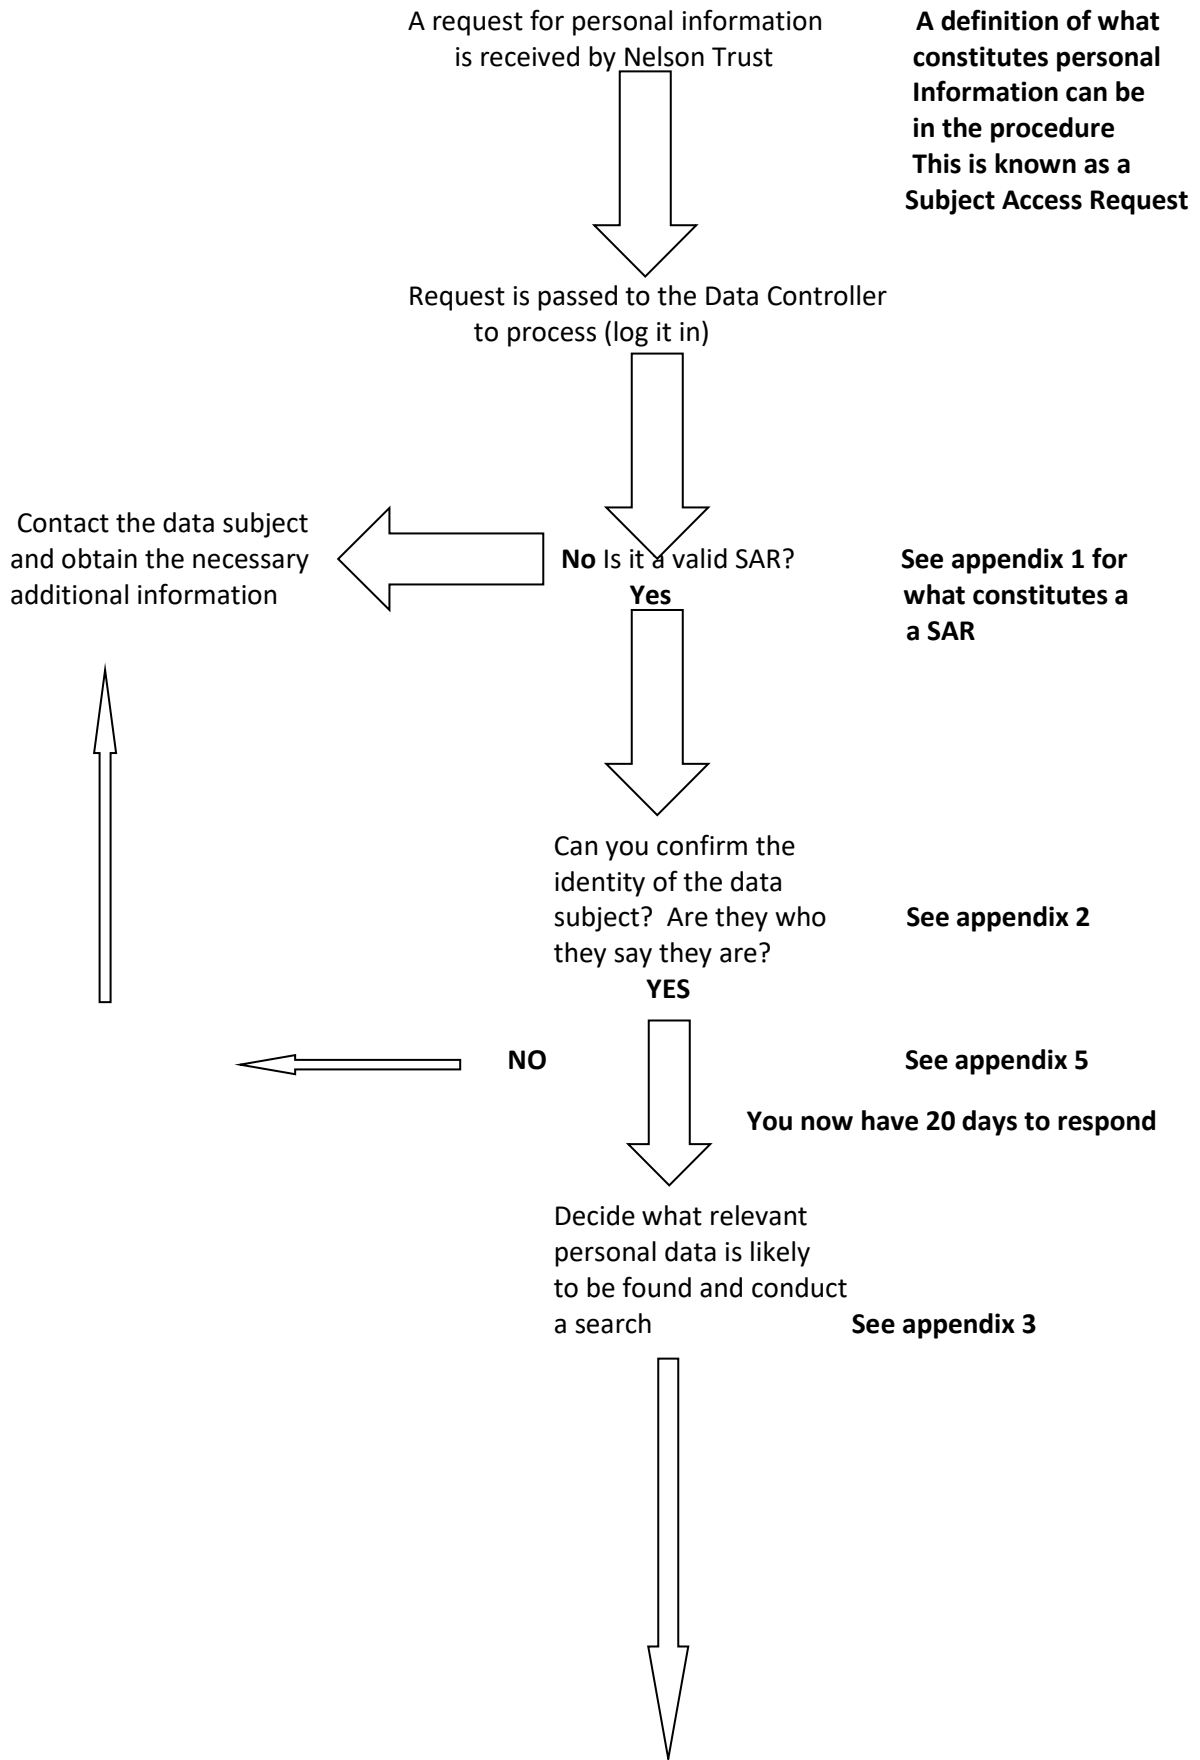 A request for personal information
is received by Nelson Trust
A definition of what
constitutes personal
Information can be
in the procedure
This is known as a
Subject Access Request
Request is passed to the Data Controller
to process (log it in)
Contact the data subject
and obtain the necessary
additional information
No Is it a valid SAR?
Yes
See appendix 1 for
what constitutes a
a SAR
Can you confirm the
identity of the data
subject?  Are they who
they say they are?
See appendix 2
YES
NO
See appendix 5
You now have 20 days to respond
Decide what relevant
personal data is likely
to be found and conduct
a search
See appendix 3